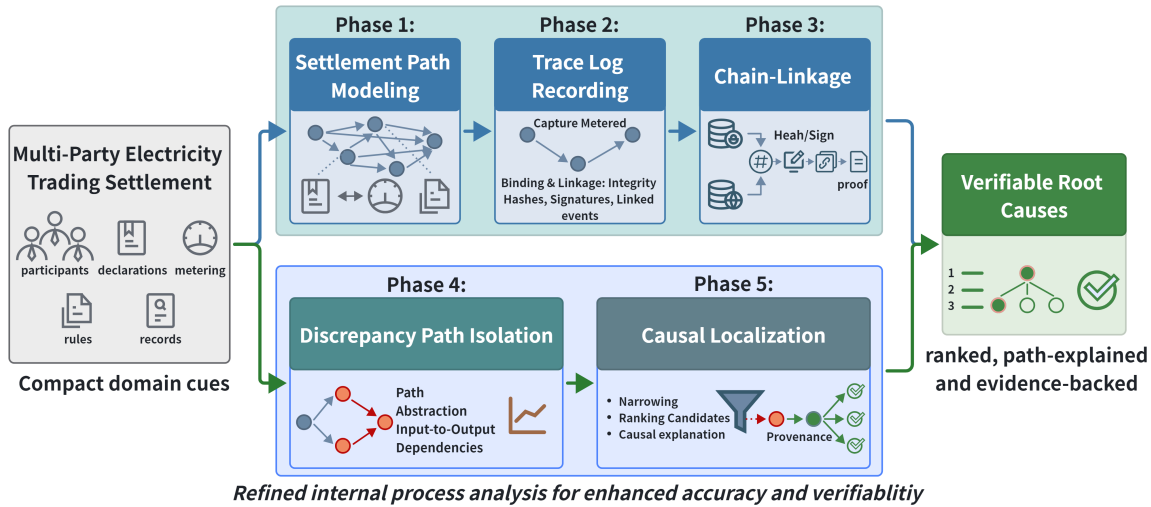 Multi-Party Electricity
Trading Settlement
participants
declarations
metering
rules
records
Compact domain cues
Phase 1:
Settlement Path
Modeling
Phase 2:
Trace Log
Recording
Capture Metered
Binding & Linkage: Integrity
Hashes, Signatures, Linked
events
Phase 3:
Chain-Linkage
Heah/Sign
#
proof
Phase 4:
Discrepancy Path Isolation
Path
Abstraction
Input-to-Output
Dependencies
Phase 5:
Causal Localization
• Narrowing
• Ranking Candidates
• Causal explanation
Provenance
Verifiable Root
Causes
1
2
3
ranked, path-explained
and evidence-backed
Refined internal process analysis for enhanced accuracy and verifiablitiy